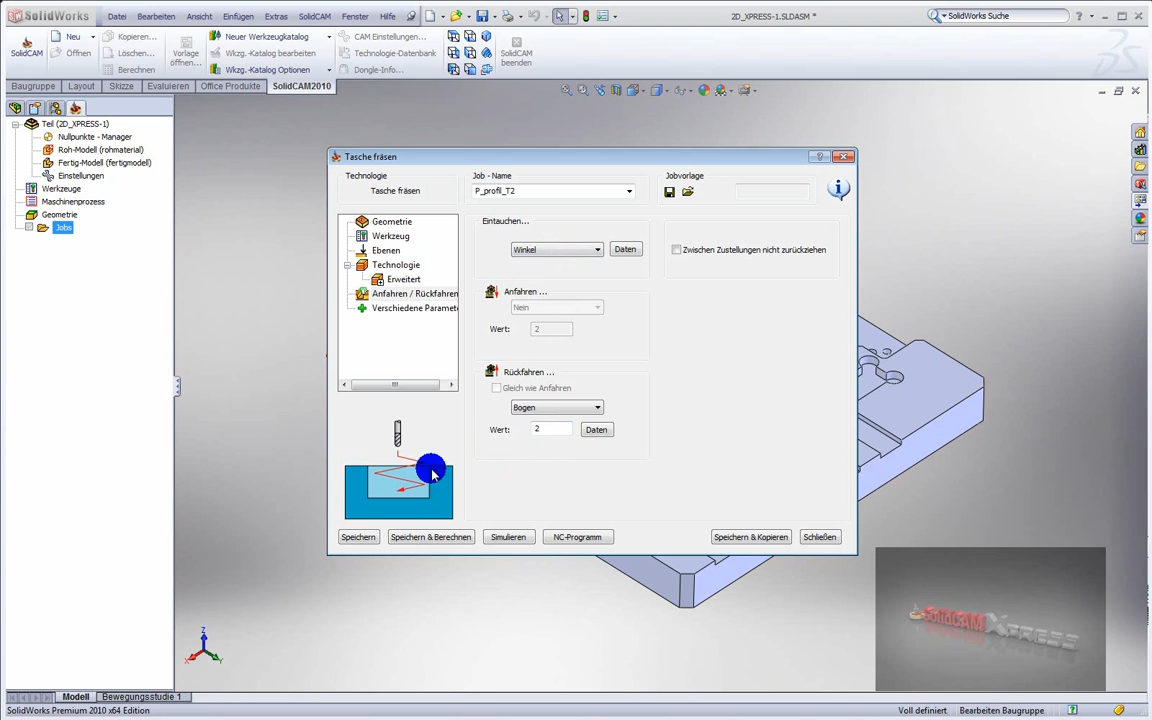 SolidWorks Datei Bearbeiten Ansicht Einfügen Extras SolidCAM Fenster Hilfe 2D_XPRESS-1.SLDASM * SolidWorks Suche
SolidCAM Neu Öffnen Kopieren... Löschen... Berechnen Vorlage öffnen... Neuer Werkzeugkatalog Wkzg.-Katalog bearbeiten Wkzg.-Katalog Optionen CAM Einstellungen... Technologie-Datenbank Dongle-Info... SolidCAM beenden
Baugruppe Layout Skizze Evaluieren Office Produkte SolidCAM2010
Teil (2D_XPRESS-1)
Nullpunkte - Manager
Roh-Modell (rohmaterial)
Fertig-Modell (fertigmodell)
Einstellungen
Werkzeuge
Maschinenprozess
Geometrie
Jobs
Tasche fräsen
Technologie Job - Name Jobvorlage
Tasche fräsen P_profil_T2
Geometrie
Werkzeug
Ebenen
Technologie
Erweitert
Anfahren / Rückfahren
Verschiedene Paramete
Eintauchen...
Winkel Daten
Zwischen Zustellungen nicht zurückziehen
Anfahren ...
Nein
Wert: 2
Rückfahren ...
Gleich wie Anfahren
Bogen
Wert: 2 Daten
Speichern Speichern & Berechnen Simulieren NC-Programm Speichern & Kopieren Schließen
SolidCAM Xpress
Z
X Y
Modell Bewegungsstudie 1
SolidWorks Premium 2010 x64 Edition Voll definiert Bearbeiten Baugruppe